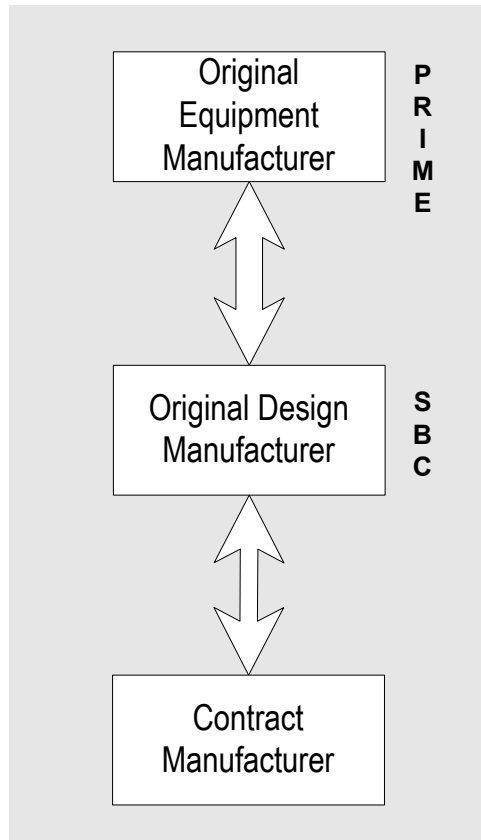 Original
Equipment
Manufacturer
P
R
I
M
E
Original Design
Manufacturer
S
B
C
Contract
Manufacturer